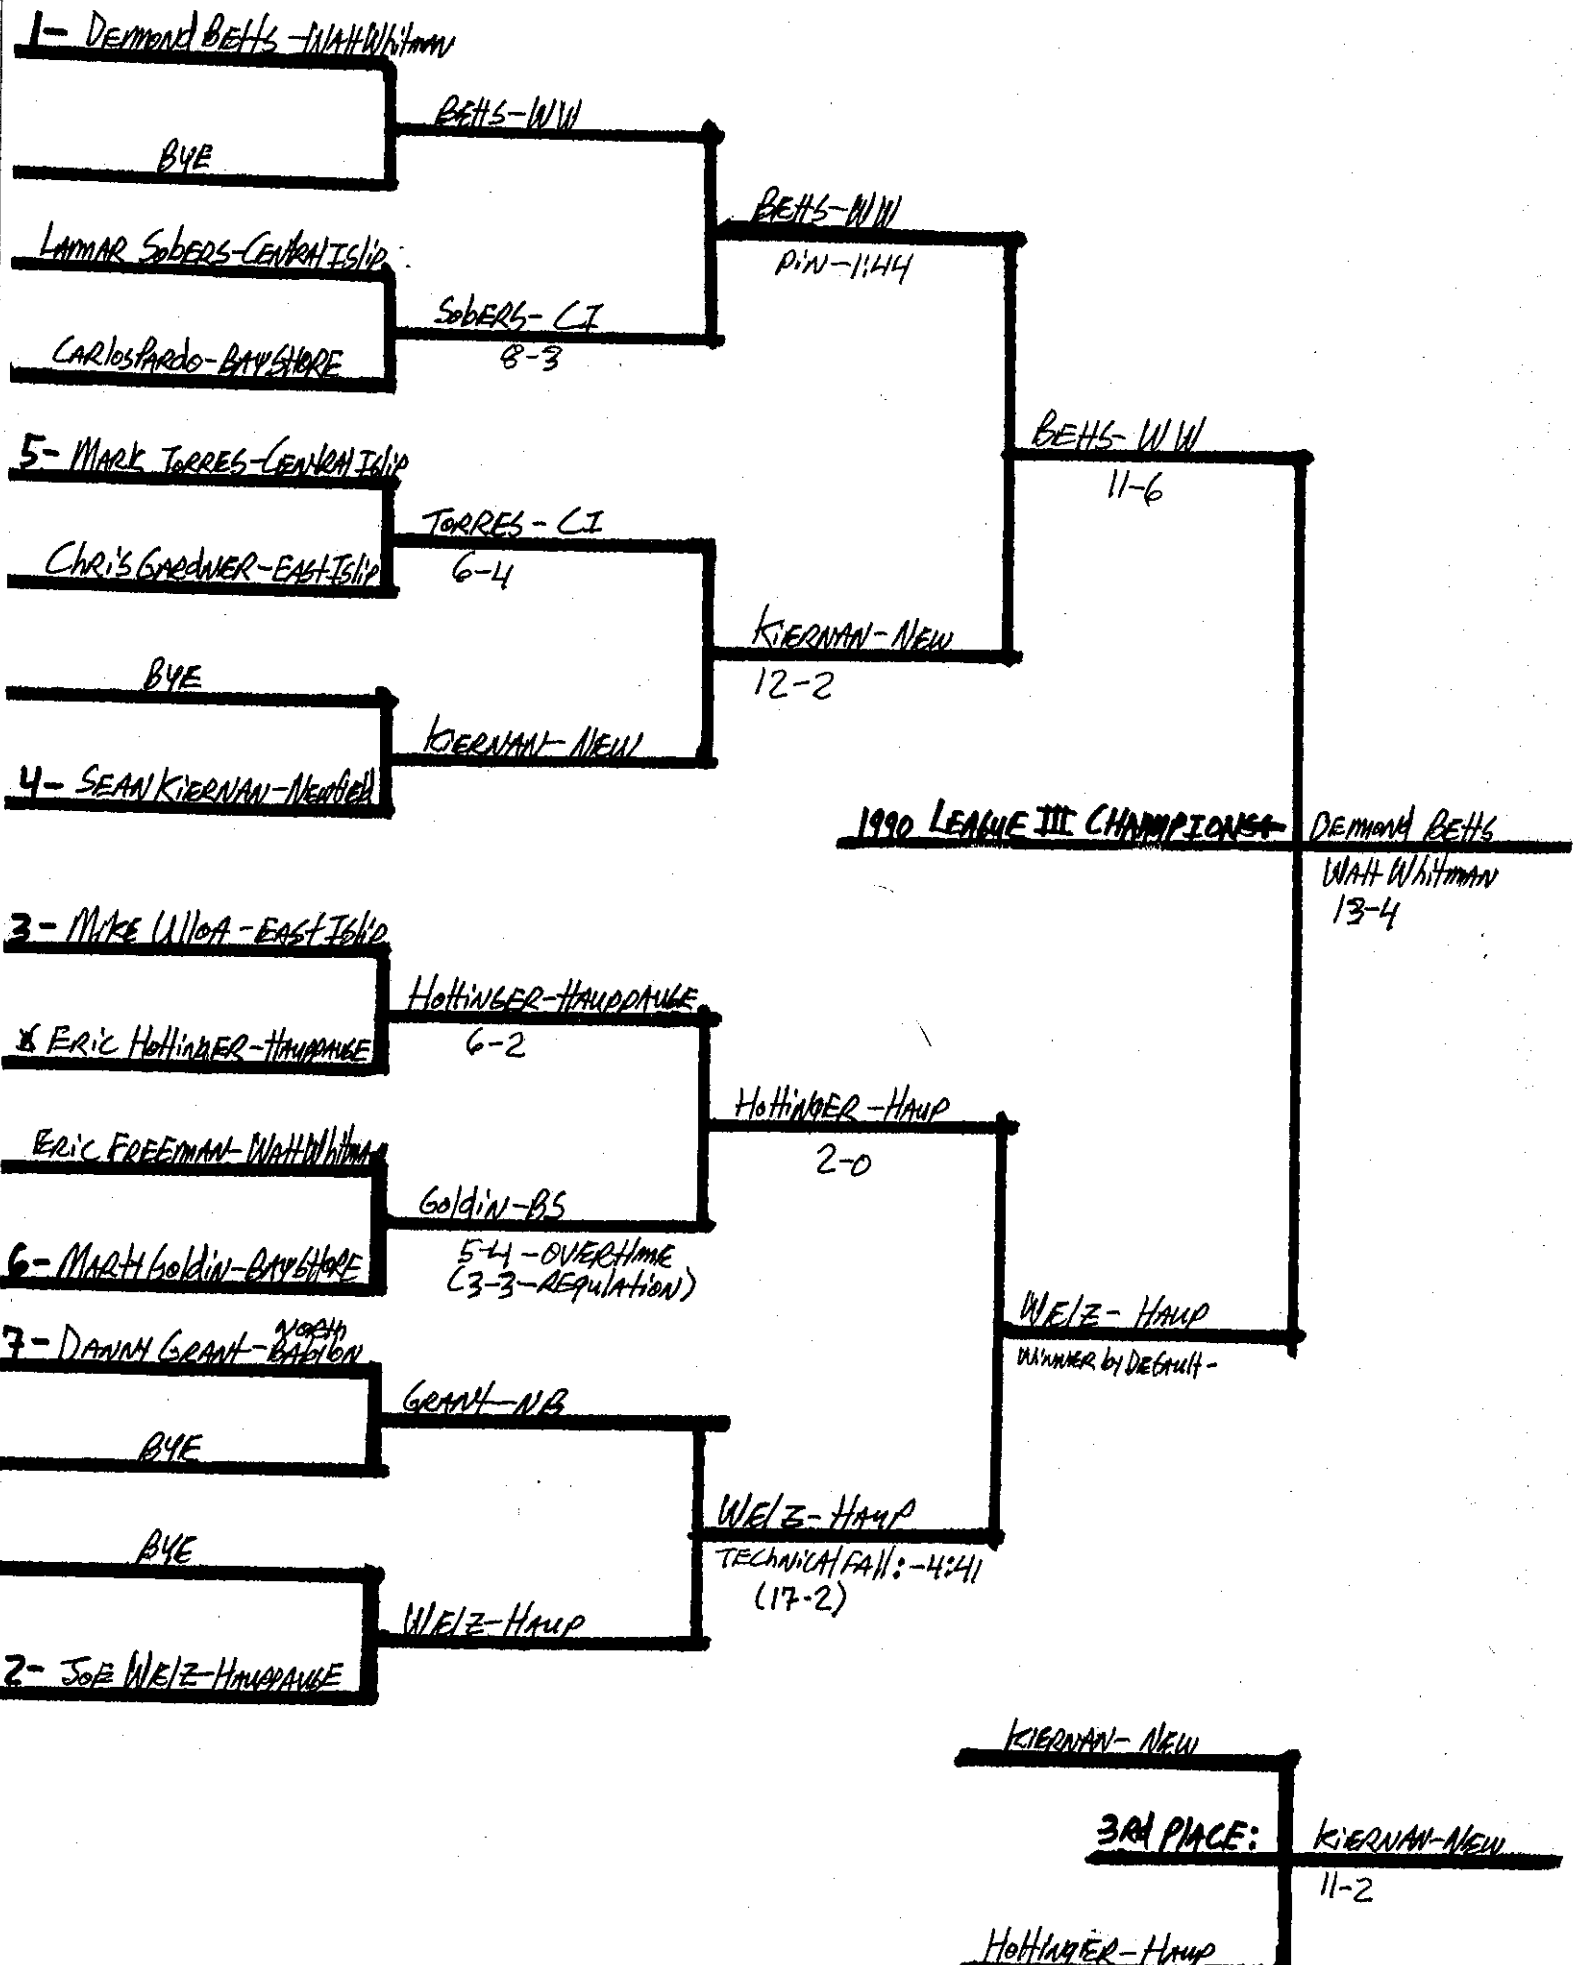 1- DEMOND BETTS - WALT WHITMAN
BETTS-WW
BYE
BETTS-WW
PIN-1:44
LAMAR SOBERS-CENTRAL ISLIP
SOBERS- CI
8-3
CARLOS PARDO-BAYSHORE
BETTS- WW
11-6
5- MARK TORRES-CENTRAL ISLIP
TORRES- CI
6-4
CHRIS GARDNER-EAST ISLIP
KIERNAN-NEW
12-2
BYE
KIERNAN- NEW
4- SEAN KIERNAN-NEWFIELD
1990 LEAGUE III CHAMPION
DEMOND BETTS
WALT WHITMAN
13-4
3- MIKE ULLOA-EAST ISLIP
HOTTINGER-HAUPPAUGE
6-2
ERIC HOTTINGER-HAUPPAUGE
HOTTINGER-HAUP
2-0
ERIC FREEMAN-WALT WHITMAN
GOLDIN-BS
5-4-OVERTIME
(3-3-REGULATION)
6- MARTY GOLDIN-BAYSHORE
WELZ- HAUP
WINNER by DEFAULT-
7- DANNY GRANT-NORTH
BABYLON
GRANT-NB
BYE
WELZ-HAUP
TECHNICAL FALL:-4:41
(17-2)
BYE
WELZ-HAUP
2- JOE WELZ-HAUPPAUGE
KIERNAN- NEW
3Rd PLACE:
KIERNAN-NEW
11-2
HOTTINGER-HAUP